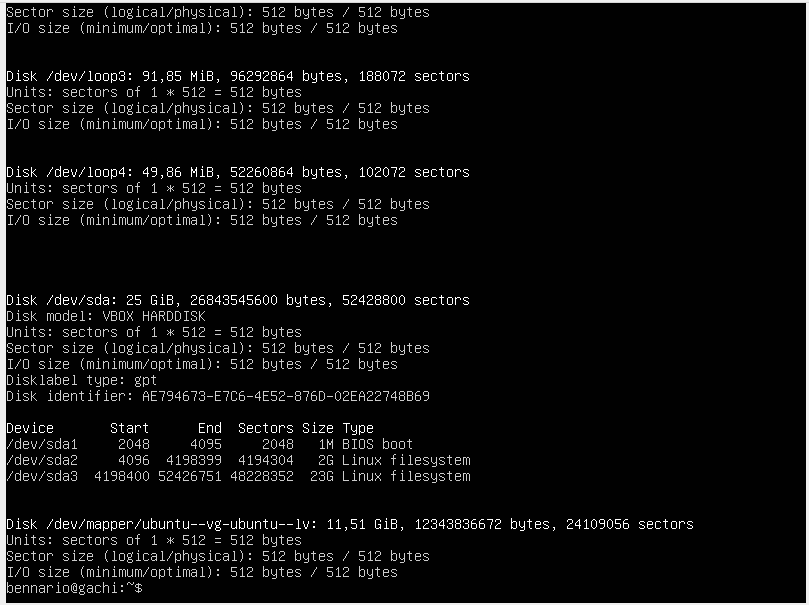 Sector size (logical/physical): 512 bytes / 512 bytes
I/O size (minimum/optimal): 512 bytes / 512 bytes
Disk /dev/loop3: 91,85 MiB, 96292864 bytes, 188072 sectors
Units: sectors of 1 * 512 = 512 bytes
Sector size (logical/physical): 512 bytes / 512 bytes
I/O size (minimum/optimal): 512 bytes / 512 bytes
Disk /dev/loop4: 49,86 MiB, 52260864 bytes, 102072 sectors
Units: sectors of 1 * 512 = 512 bytes
Sector size (logical/physical): 512 bytes / 512 bytes
I/O size (minimum/optimal): 512 bytes / 512 bytes
Disk /dev/sda: 25 GiB, 26843545600 bytes, 52428800 sectors
Disk model: VBOX HARDDISK
Units: sectors of 1 * 512 = 512 bytes
Sector size (logical/physical): 512 bytes / 512 bytes
I/O size (minimum/optimal): 512 bytes / 512 bytes
Disklabel type: gpt
Disk identifier: AE794673-E7C6-4E52-876D-02EA22748B69
Device Start End Sectors Size Type
/dev/sda1 2048 4095 2048 1M BIOS boot
/dev/sda2 4096 4198399 4194304 2G Linux filesystem
/dev/sda3 4198400 52426751 48228352 23G Linux filesystem
Disk /dev/mapper/ubuntu--vg-ubuntu--lv: 11,51 GiB, 12343836672 bytes, 24109056 sectors
Units: sectors of 1 * 512 = 512 bytes
Sector size (logical/physical): 512 bytes / 512 bytes
I/O size (minimum/optimal): 512 bytes / 512 bytes
bennario@gachi:~$